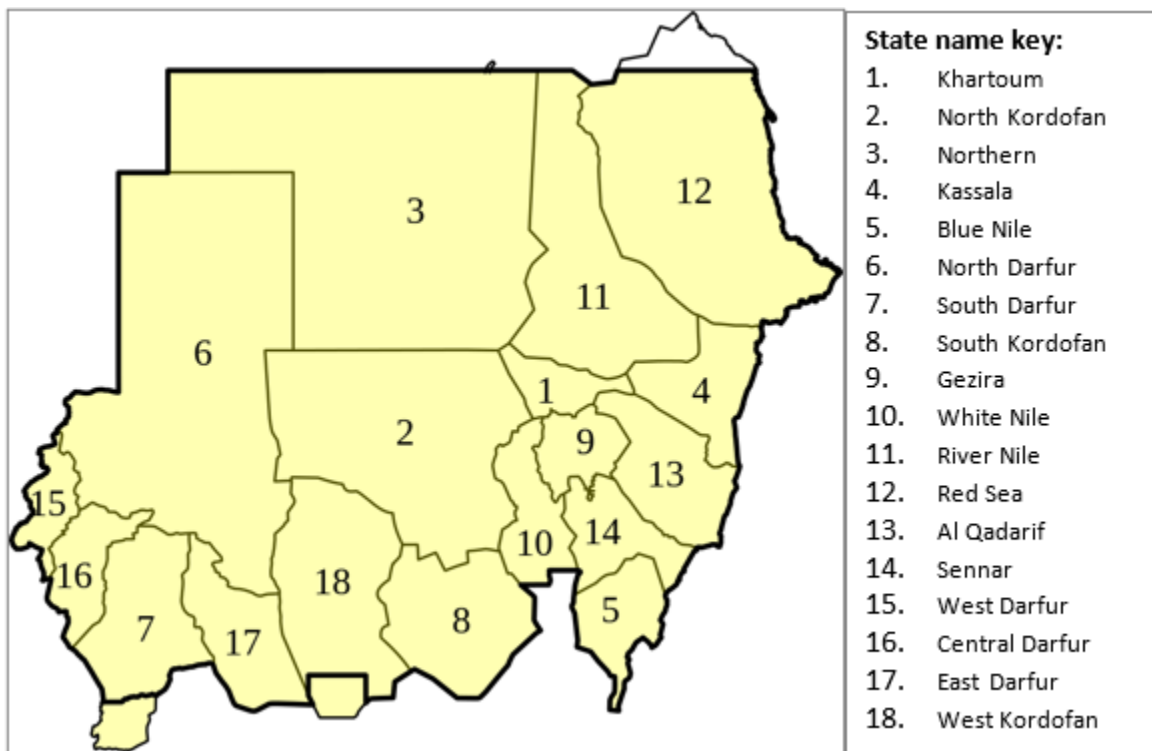 State name key:
1. Khartoum
2. North Kordofan
3. Northern
4. Kassala
5. Blue Nile
6. North Darfur
7. South Darfur
8. South Kordofan
9. Gezira
10. White Nile
11. River Nile
12. Red Sea
13. Al Qadarif
14. Sennar
15. West Darfur
16. Central Darfur
17. East Darfur
18. West Kordofan
12
3
11
6
1
4
2
9
13
15
14
10
16
18
5
8
7
17